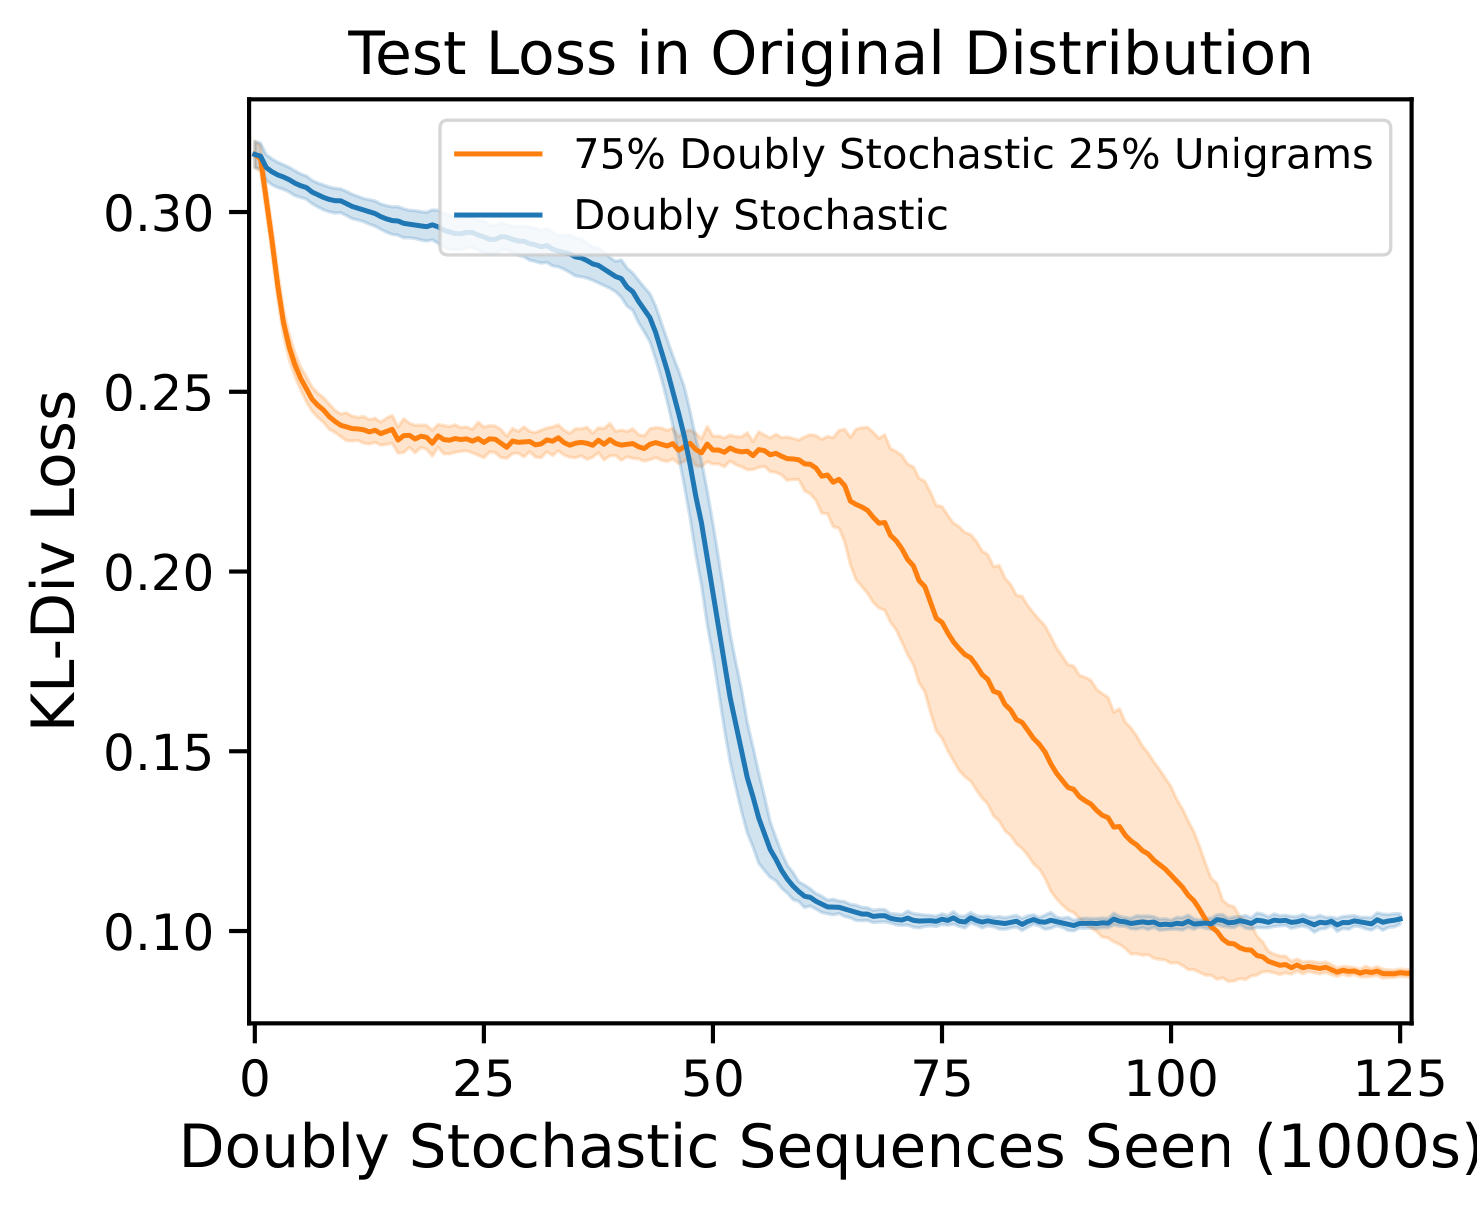 Test Loss in Original Distribution
75% Doubly Stochastic 25% Unigrams
Doubly Stochastic
0.30
0.25
0.20
0.15
0.10
KL-Div Loss
0 25 50 75 100 125
Doubly Stochastic Sequences Seen (1000s)